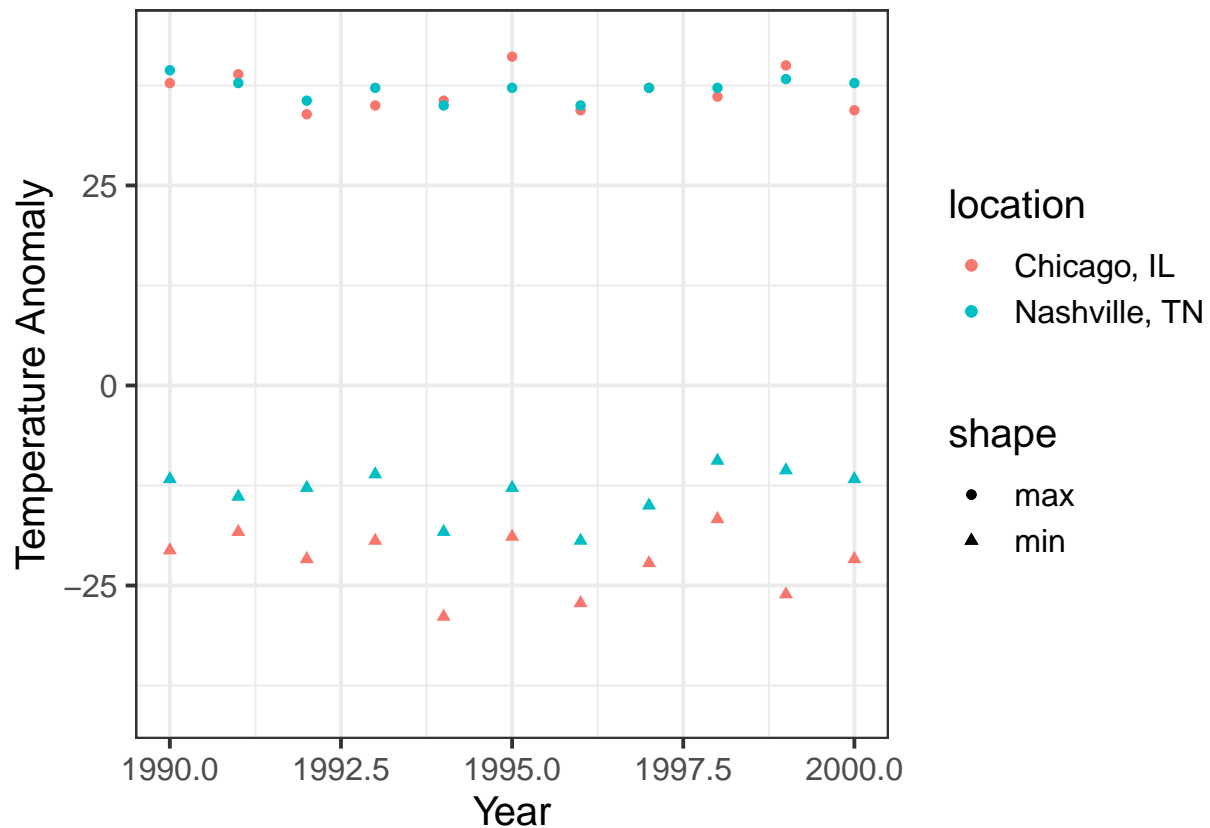 Temperature Anomaly
25
0
−25
1990.0
1992.5
1995.0
1997.5
2000.0
Year
location
Chicago, IL
Nashville, TN
shape
max
min